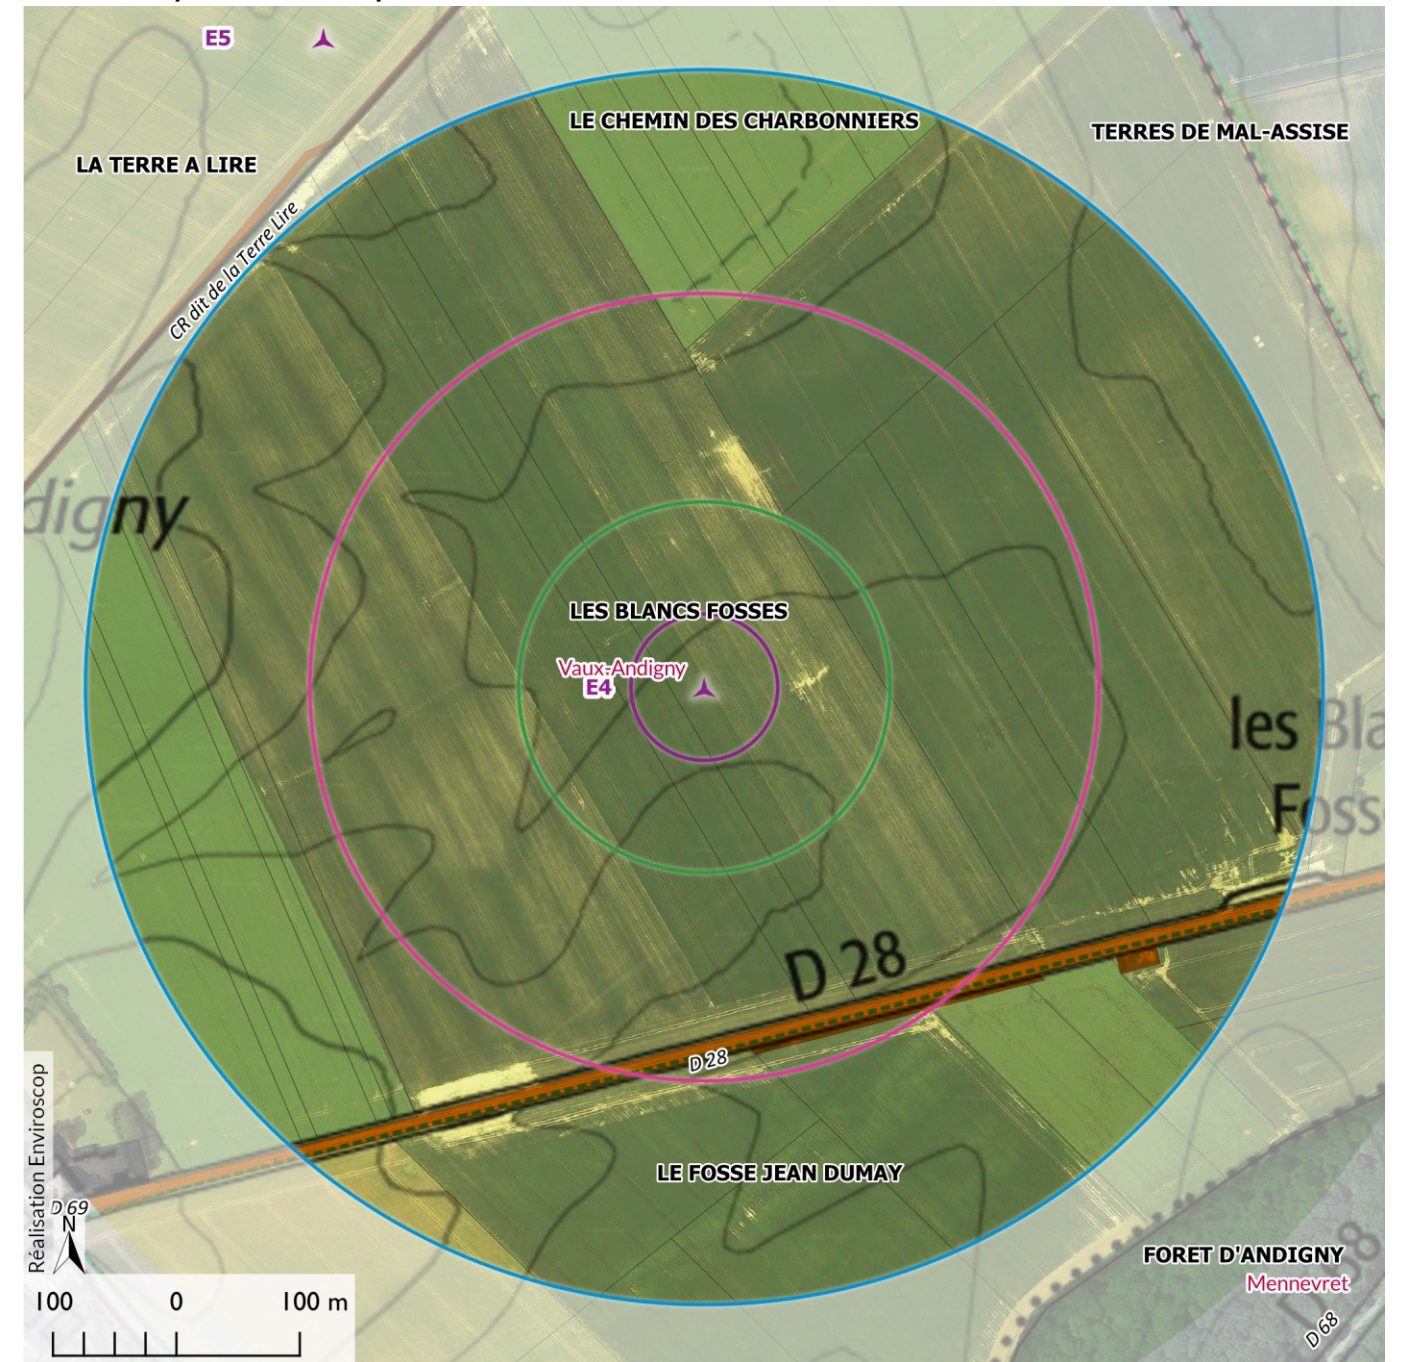 E5
LE CHEMIN DES CHARBONNIERS
TERRES DE MAL-ASSISE
LA TERRE A LIRE
CR dit de la Terre Lire
digny
LES BLANCS FOSSES
Vaux-Andigny
E4
les Bla
Foss
D 28
D 28
LE FOSSE JEAN DUMAY
Réalisation Enviroscop
D 69
N
FORET D'ANDIGNY
Mennevret
D 68
100 0 100 m